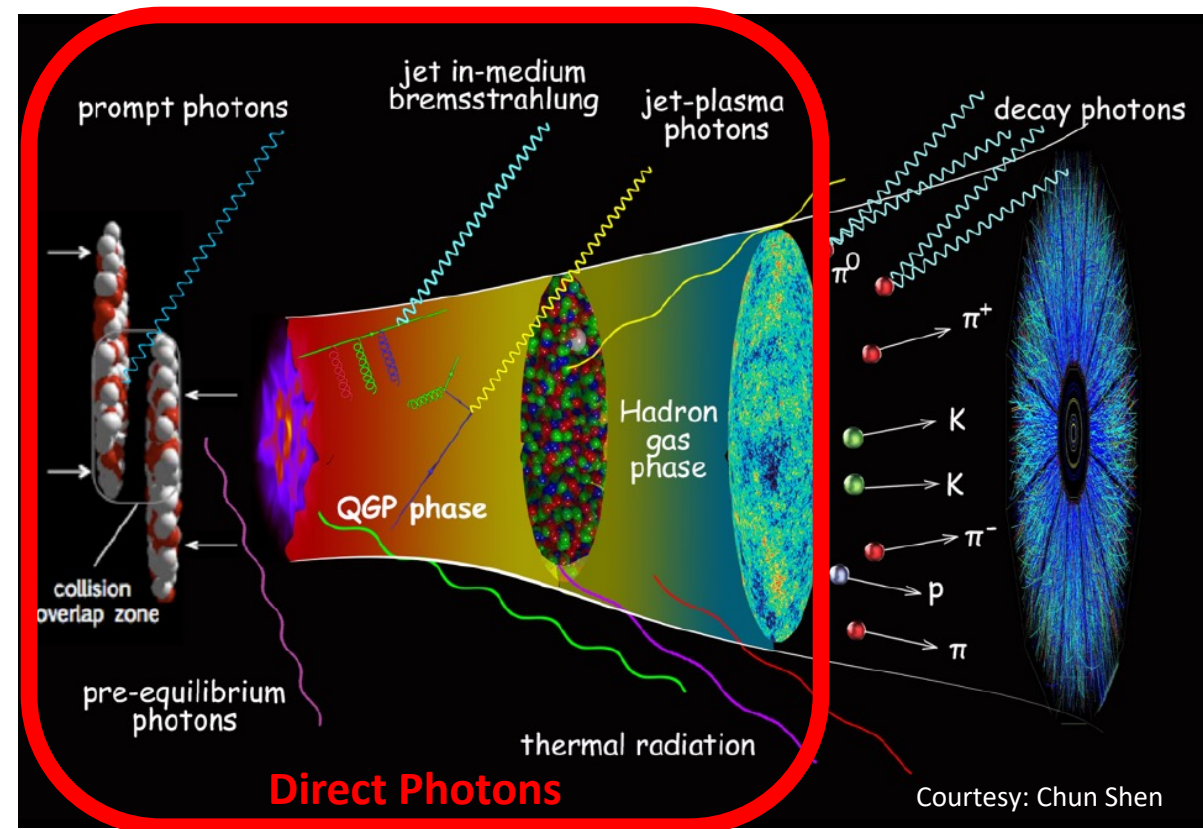 prompt photons
jet in-medium
bremsstrahlung
jet-plasma
photons
decay photons
π⁰
π⁺
K
K
π⁻
p
π
QGP phase
Hadron
gas
phase
collision
overlap zone
pre-equilibrium
photons
thermal radiation
Direct Photons
Courtesy: Chun Shen